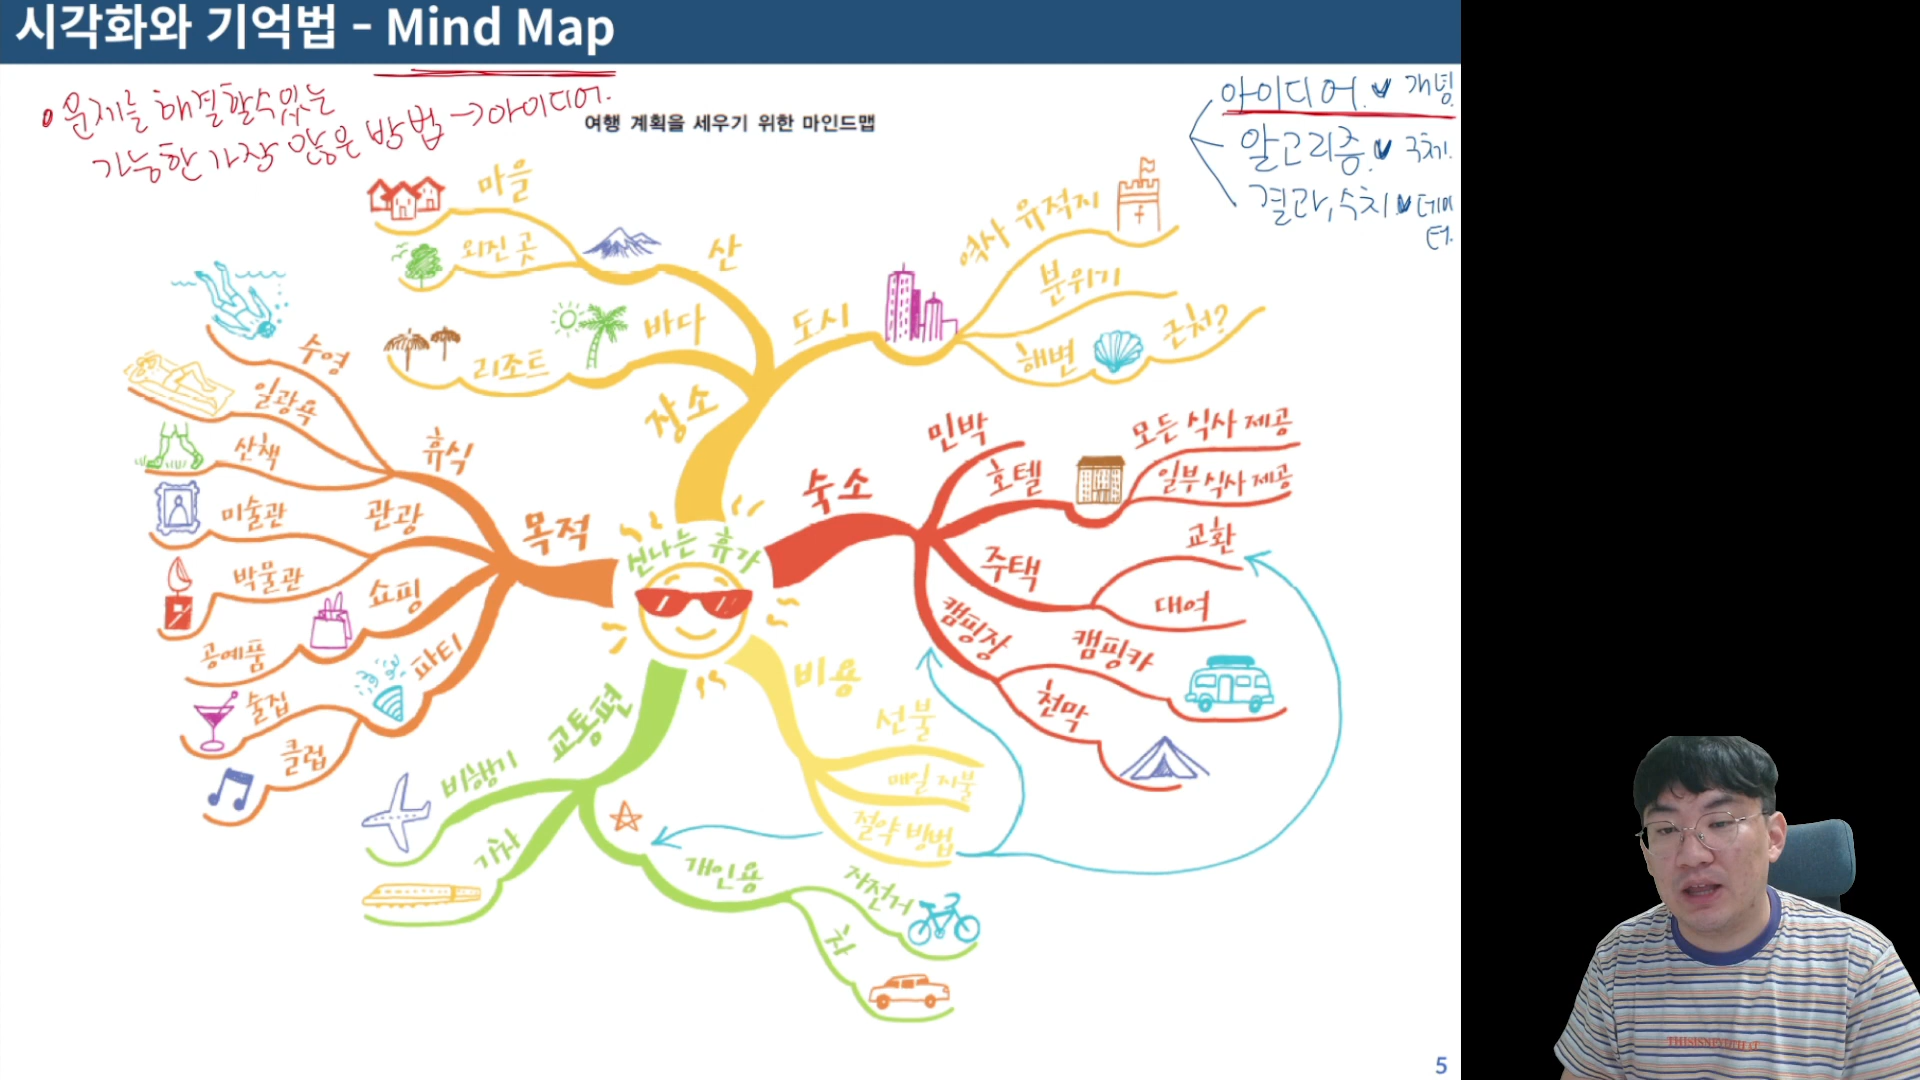 시각화와 기억법 - Mind Map
• 문제를 해결할수있는
가능한 가장 많은 방법 → 아이디어.
아이디어. 개념
알고리즘. 구체.
결과, 수치 데이
터.
여행 계획을 세우기 위한 마인드맵
마을
외진 곳
산
바다
리조트
장소
도시
역사 유적지
분위기
해변
근처?
수영
일광욕
산책
휴식
미술관
관광
박물관
목적
쇼핑
공예품
파티
술집
클럽
신나는 휴가
숙소
민박
호텔
모든 식사 제공
일부 식사 제공
주택
교환
대여
캠핑장
캠핑카
천막
비용
선불
매일 지불
절약 방법
교통편
비행기
기차
개인용
자전거
차
THISISNEVERTHAT
5